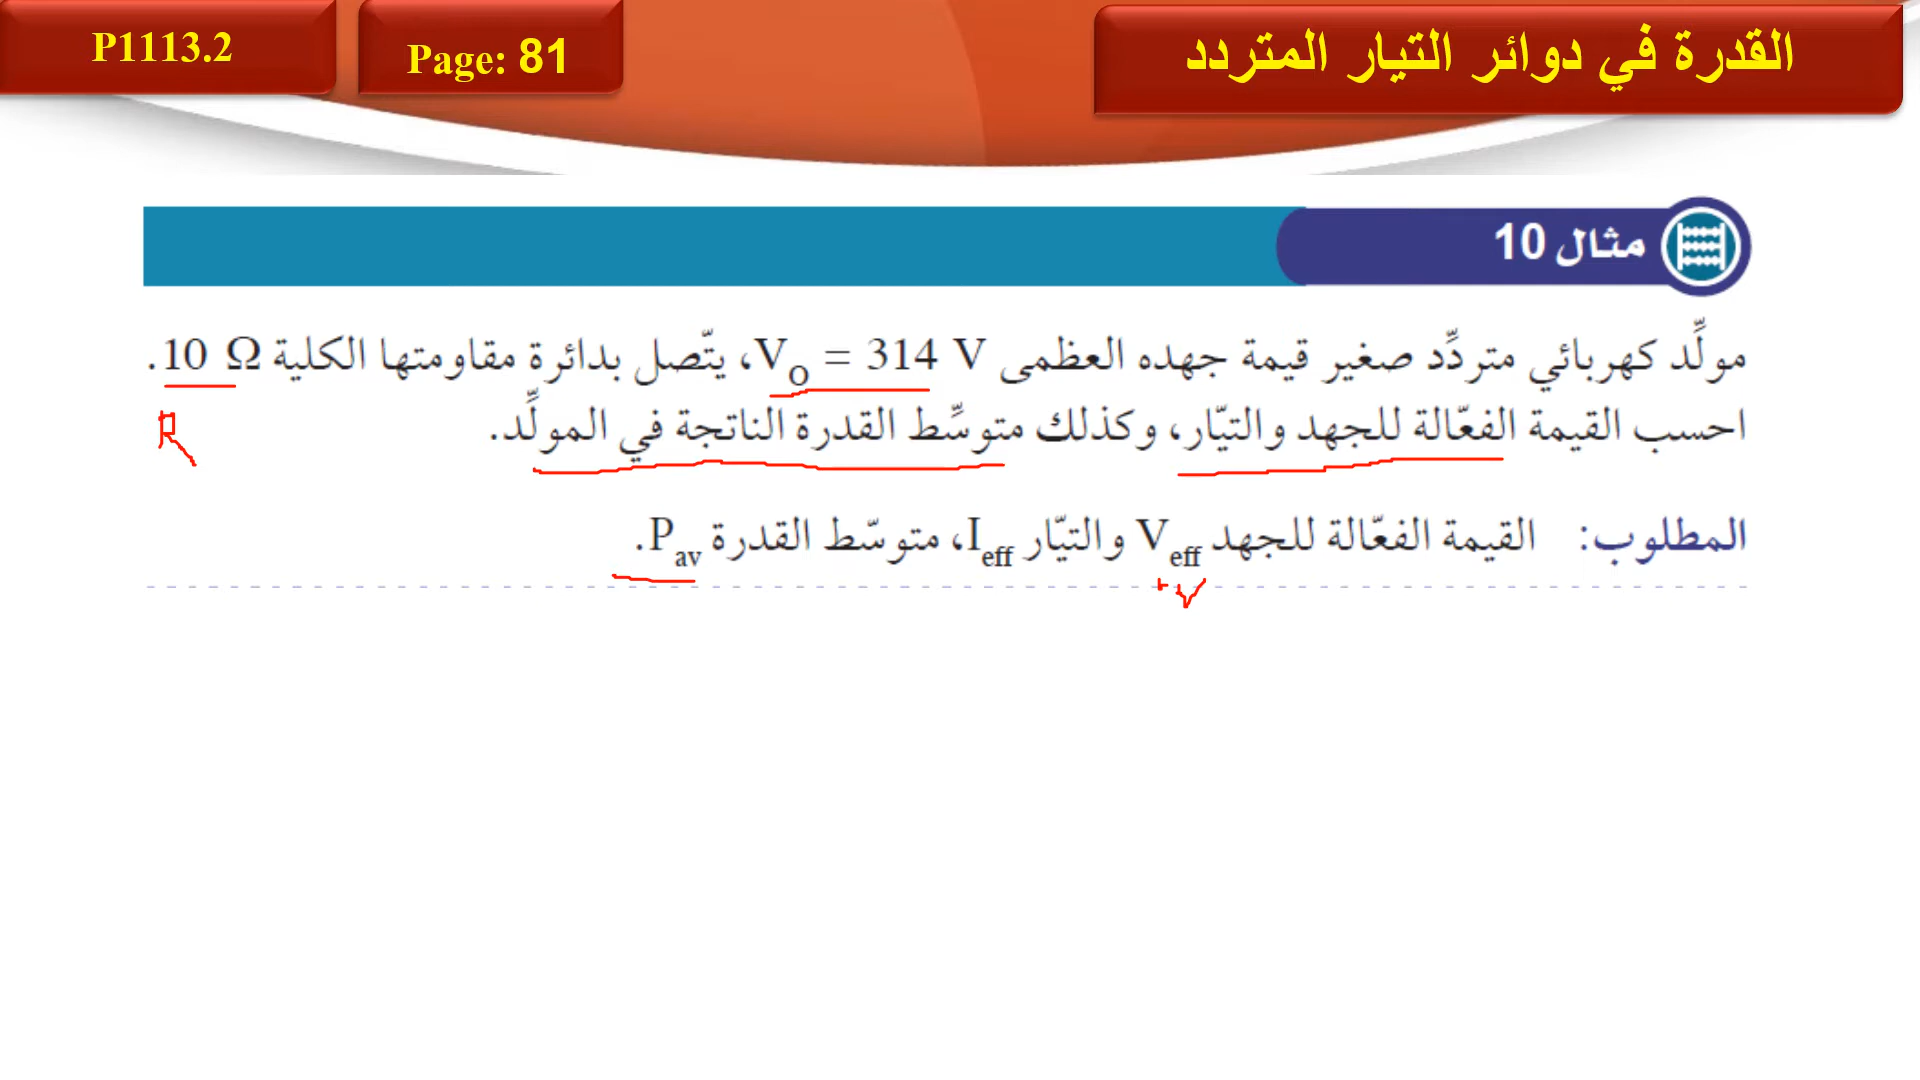 P1113.2
Page: 81
القدرة في دوائر التيار المتردد
مثال 10
مولِّد كهربائي متردِّد صغير قيمة جهده العظمى V₀ = 314 V، يتّصل بدائرة مقاومتها الكلية 10 Ω.
R
احسب القيمة الفعّالة للجهد والتيّار، وكذلك متوسِّط القدرة الناتجة في المولِّد.
المطلوب: القيمة الفعّالة للجهد Veff والتيّار Ieff، متوسّط القدرة Pav.